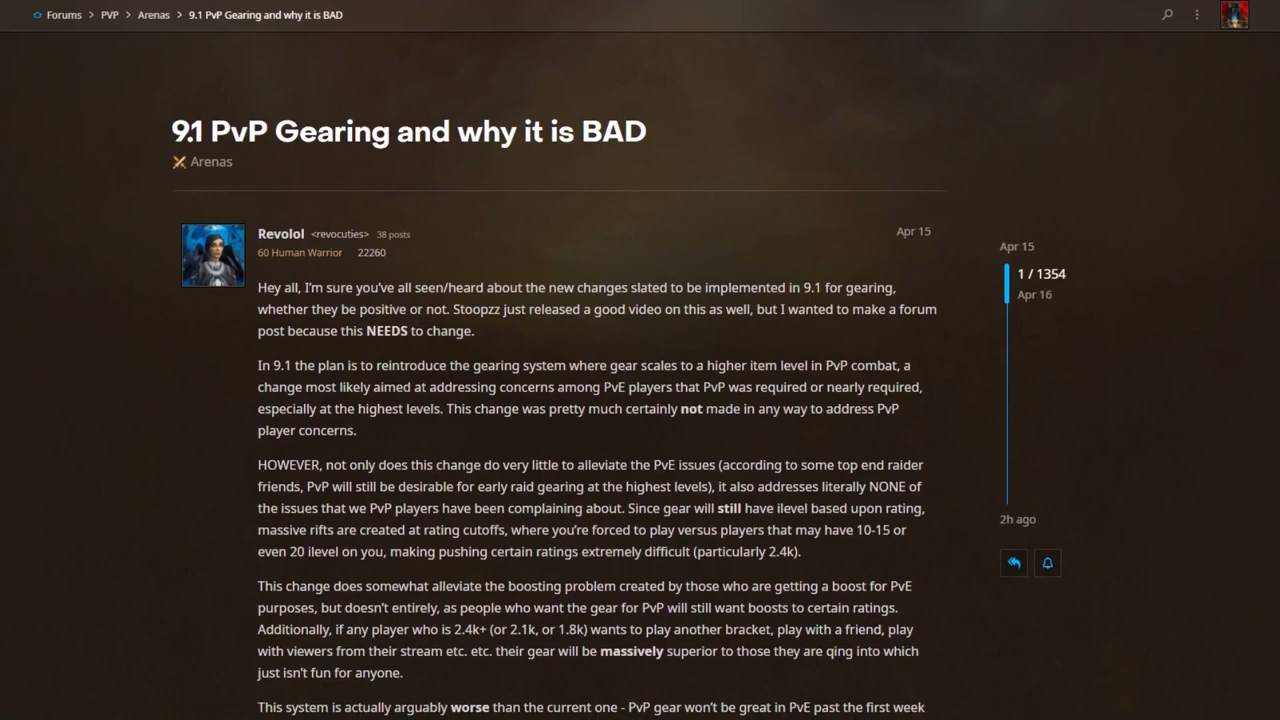 Forums > PVP > Arenas > 9.1 PvP Gearing and why it is BAD
9.1 PvP Gearing and why it is BAD
Arenas
Revolol <revocuties> 38 posts
Apr 15
60 Human Warrior 22260
Hey all, I'm sure you've all seen/heard about the new changes slated to be implemented in 9.1 for gearing,
whether they be positive or not. Stoopzz just released a good video on this as well, but I wanted to make a forum
post because this NEEDS to change.
In 9.1 the plan is to reintroduce the gearing system where gear scales to a higher item level in PvP combat, a
change most likely aimed at addressing concerns among PvE players that PvP was required or nearly required,
especially at the highest levels. This change was pretty much certainly not made in any way to address PvP
player concerns.
HOWEVER, not only does this change do very little to alleviate the PvE issues (according to some top end raider
friends, PvP will still be desirable for early raid gearing at the highest levels), it also addresses literally NONE of
the issues that we PvP players have been complaining about. Since gear will still have ilevel based upon rating,
massive rifts are created at rating cutoffs, where you're forced to play versus players that may have 10-15 or
even 20 ilevel on you, making pushing certain ratings extremely difficult (particularly 2.4k).
This change does somewhat alleviate the boosting problem created by those who are getting a boost for PvE
purposes, but doesn't entirely, as people who want the gear for PvP will still want boosts to certain ratings.
Additionally, if any player who is 2.4k+ (or 2.1k, or 1.8k) wants to play another bracket, play with a friend, play
with viewers from their stream etc. etc. their gear will be massively superior to those they are qing into which
just isn't fun for anyone.
This system is actually arguably worse than the current one - PvP gear won't be great in PvE past the first week
Apr 15
1 / 1354
Apr 16
2h ago